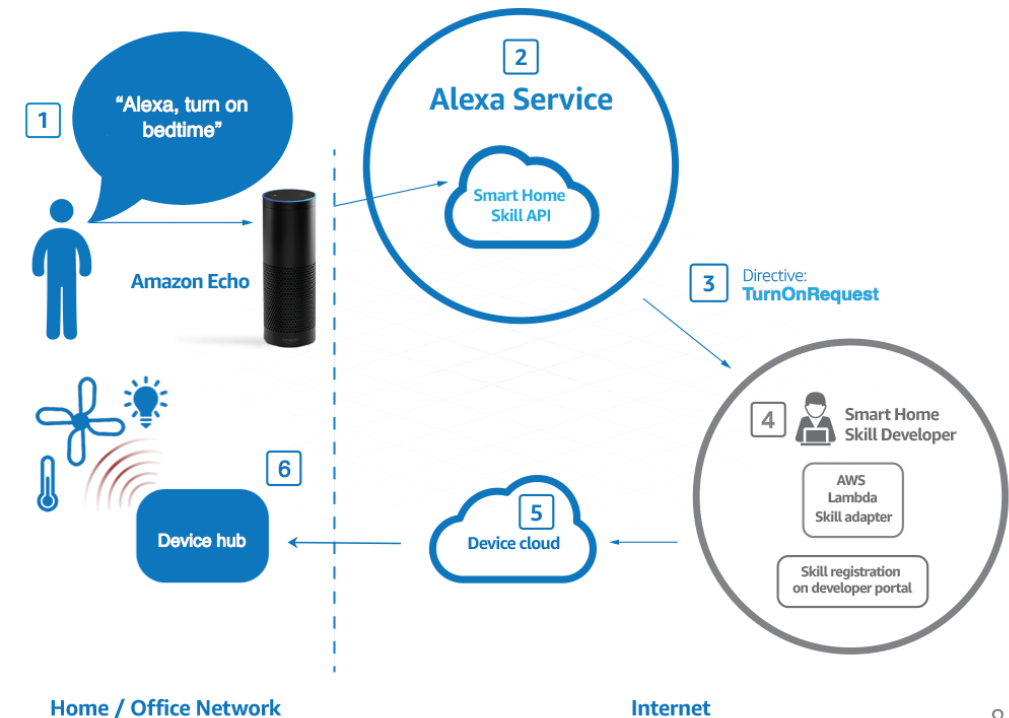 1
“Alexa, turn on
bedtime”
2
Alexa Service
Smart Home
Skill API
Amazon Echo
3
Directive:
TurnOnRequest
4
Smart Home
Skill Developer
AWS
Lambda
Skill adapter
Skill registration
on developer portal
5
Device cloud
6
Device hub
Home / Office Network
Internet